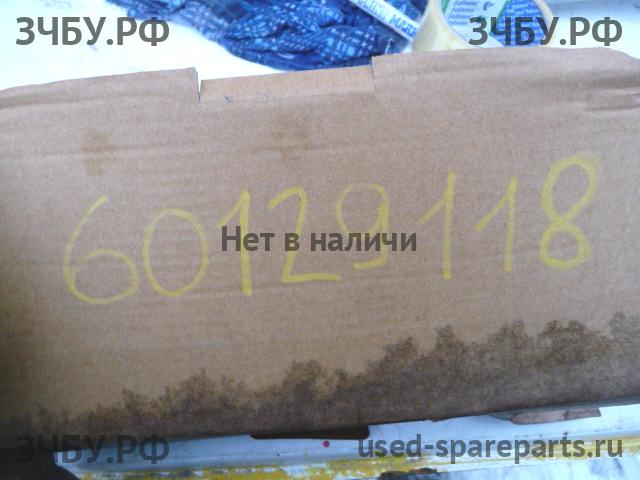 ЗЧБУ.РФ
ЗЧБУ.РФ
60129118
Нет в наличи
ЗЧБУ.РФ
used-spareparts.ru